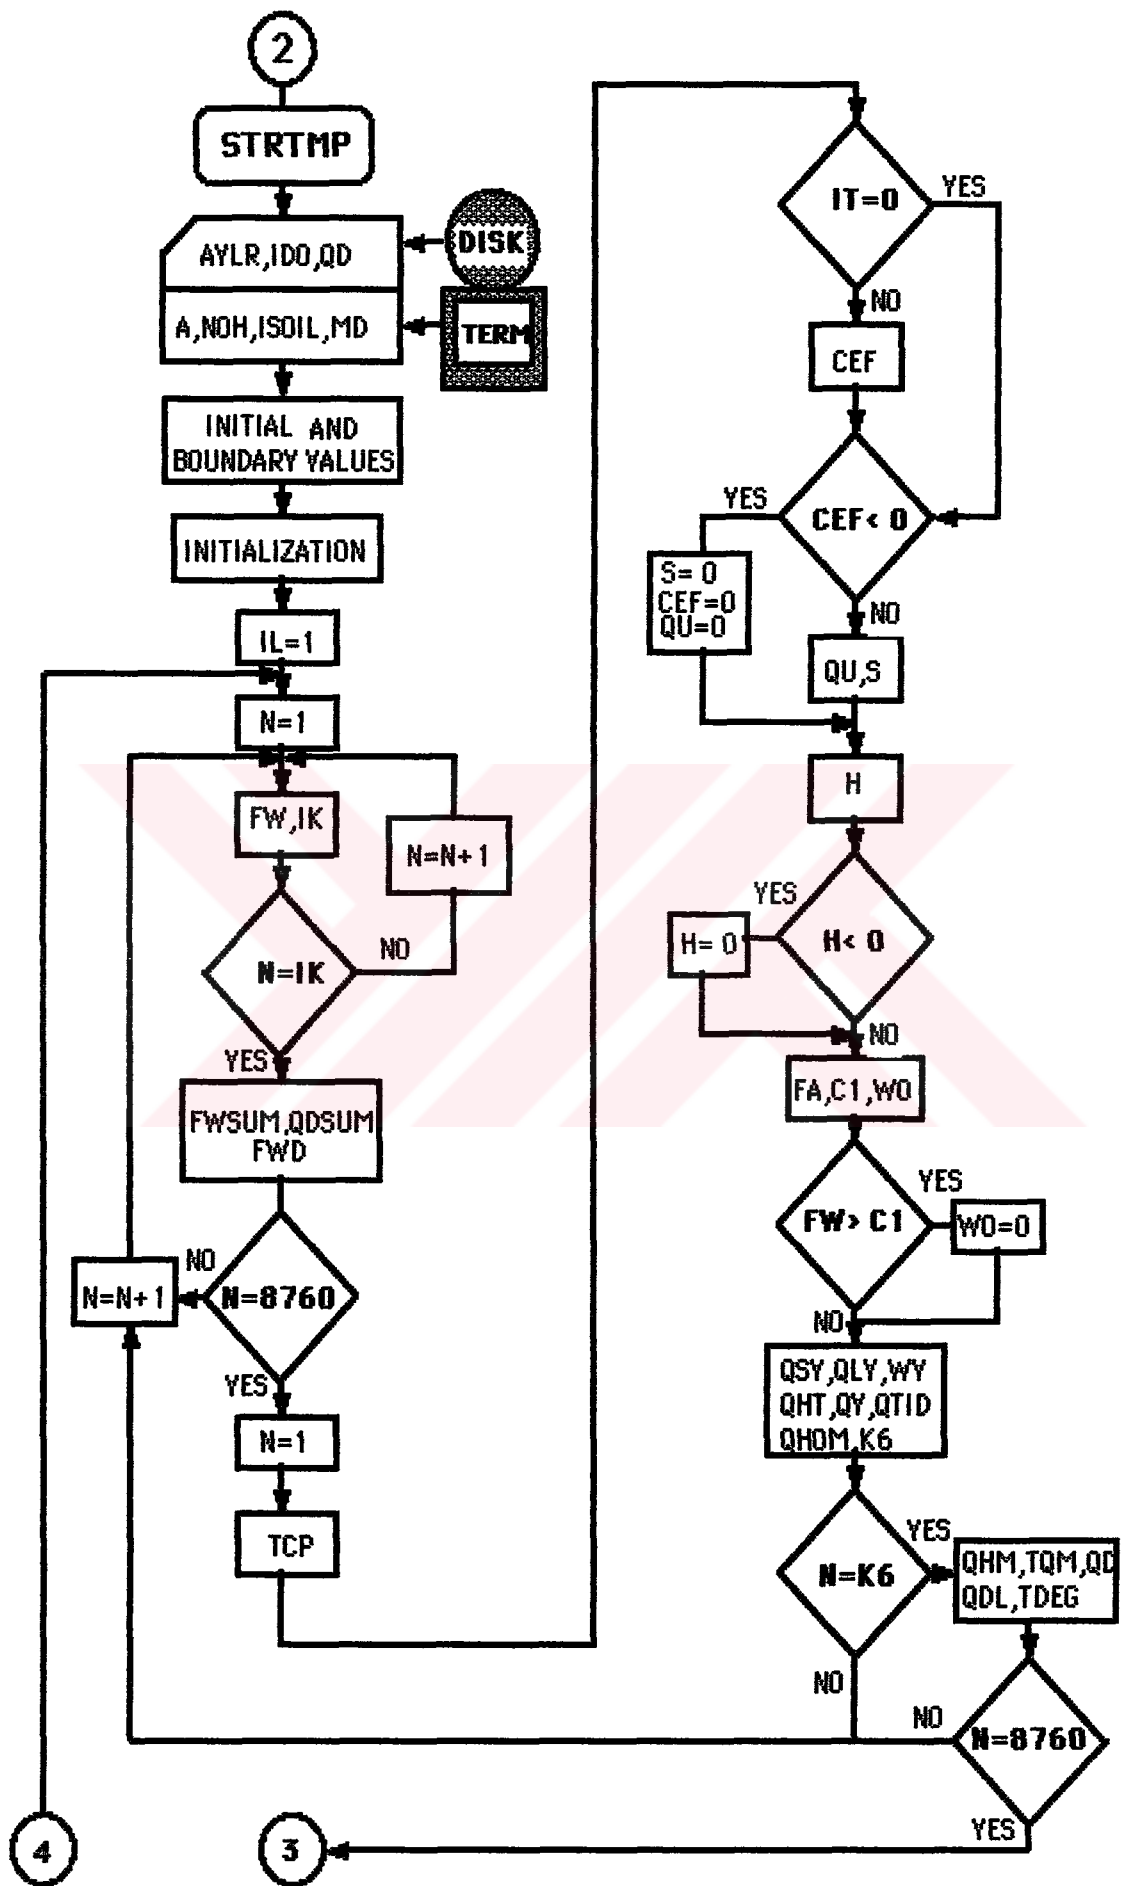 2
STRTMP
AYLR,IDO,QD
DISK
A,NOH,ISOIL,MD
TERM
INITIAL AND
BOUNDARY VALUES
INITIALIZATION
IL=1
N=1
FW,IK
N=N+1
N=IK
NO
YES
FWSUM,QDSUM
FWD
N=8760
NO
N=N+1
YES
N=1
TCP
IT=0
YES
NO
CEF
CEF< 0
YES
S= 0
CEF=0
QU=0
NO
QU,S
H
H< 0
YES
H= 0
NO
FA,C1,WO
FW> C1
YES
WO=0
NO
QSY,QLY,WY
QHT,QY,QTID
QHOM,K6
N=K6
YES
QHM,TQM,QD
QDL,TDEG
NO
N=8760
NO
YES
4
3